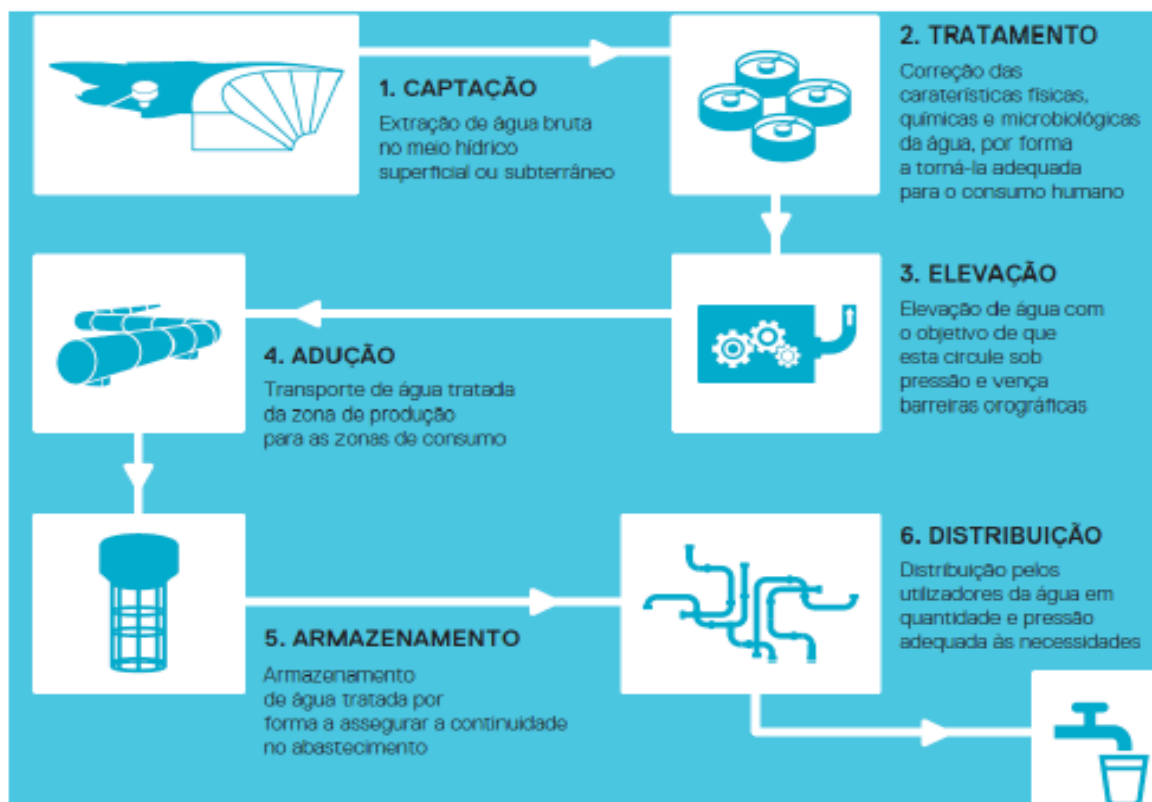 1. CAPTAÇÃO
Extração de água bruta
no meio hídrico
superficial ou subterrâneo
2. TRATAMENTO
Correção das
caraterísticas físicas,
químicas e microbiológicas
da água, por forma
a torná-la adequada
para o consumo humano
3. ELEVAÇÃO
Elevação de água com
o objetivo de que
esta circule sob
pressão e vença
barreiras orográficas
4. ADUÇÃO
Transporte de água tratada
da zona de produção
para as zonas de consumo
5. ARMAZENAMENTO
Armazenamento
de água tratada por
forma a assegurar a continuidade
no abastecimento
6. DISTRIBUIÇÃO
Distribuição pelos
utilizadores da água em
quantidade e pressão
adequada às necessidades